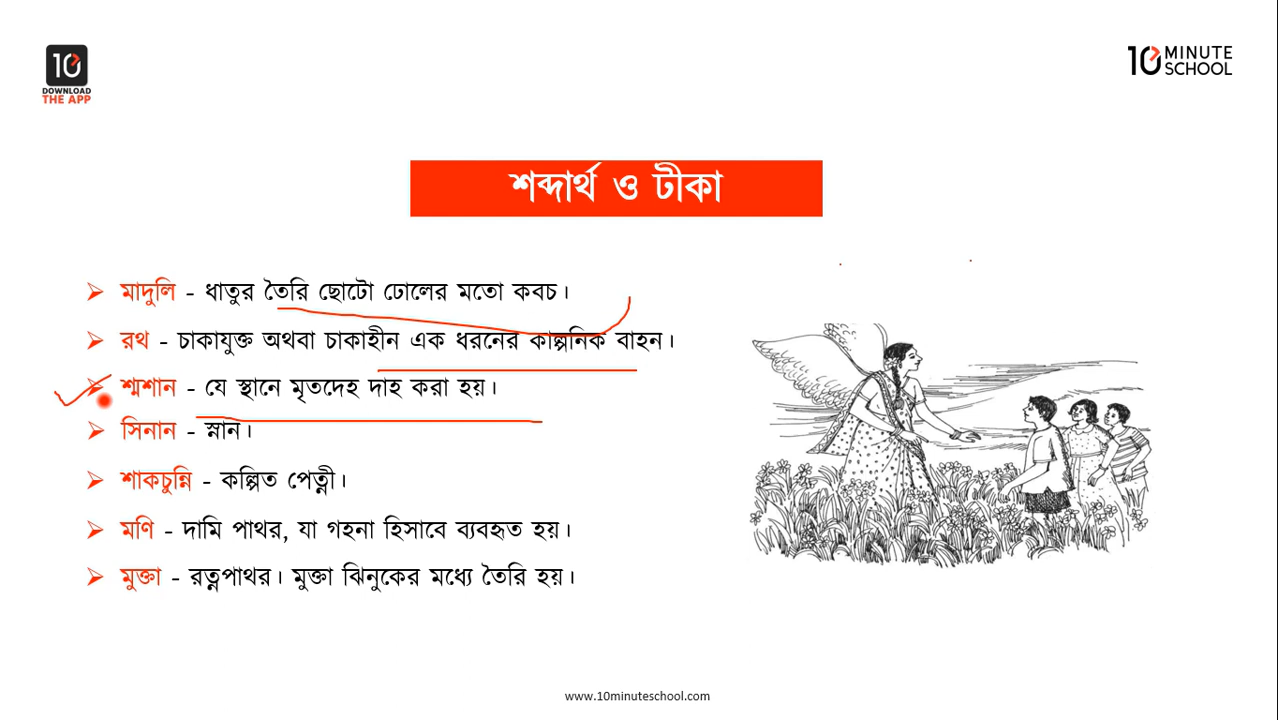 10
DOWNLOAD
THE APP
10 MINUTE
SCHOOL
শব্দার্থ ও টীকা
মাদুলি - ধাতুর তৈরি ছোটো ঢোলের মতো কবচ।
রথ - চাকাযুক্ত অথবা চাকাহীন এক ধরনের কাল্পনিক বাহন।
শ্মশান - যে স্থানে মৃতদেহ দাহ করা হয়।
সিনান - স্নান।
শাকচুন্নি - কল্পিত পেত্নী।
মণি - দামি পাথর, যা গহনা হিসাবে ব্যবহৃত হয়।
মুক্তা - রত্নপাথর। মুক্তা ঝিনুকের মধ্যে তৈরি হয়।
www.10minuteschool.com